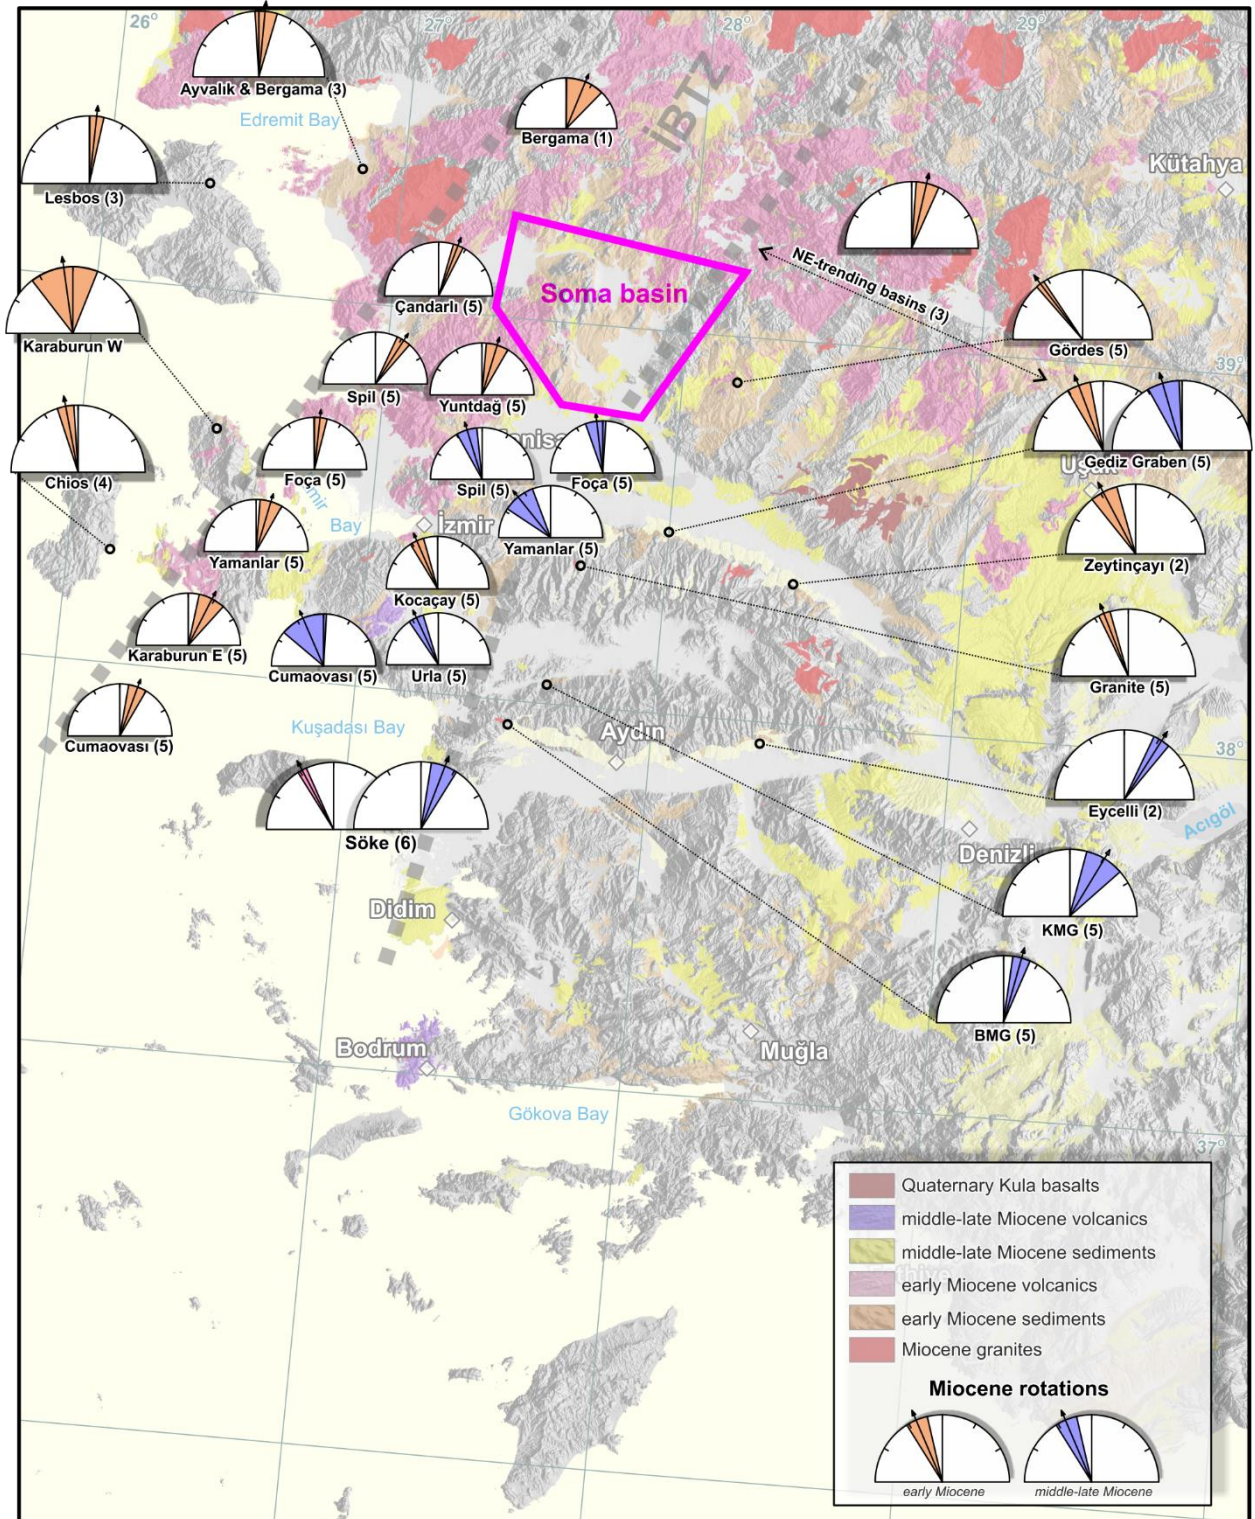 26°
27°
28°
29°
Ayvalık & Bergama (3)
Edremit Bay
Bergama (1)
İBTZ
Kütahya
Lesbos (3)
NE-trending basins (3)
Soma basin
Çandarlı (5)
Karaburun W
Gördes (5)
39°
Spil (5)
Yuntdağ (5)
Chios (4)
Foça (5)
Spil (5)
Foça (5)
Gediz Graben (5)
Uşak
Bay
İzmir
Yamanlar (5)
Yamanlar (5)
Zeytinçayı (2)
Kocaçay (5)
Karaburun E (5)
Cumaovası (5)
Urla (5)
Granite (5)
Cumaovası (5)
Kuşadası Bay
Aydın
38°
Eycelli (2)
Acıgöl
Söke (6)
Denizli
Didim
KMG (5)
BMG (5)
Bodrum
Muğla
Gökova Bay
37°
Quaternary Kula basalts
middle-late Miocene volcanics
middle-late Miocene sediments
early Miocene volcanics
early Miocene sediments
Miocene granites
Miocene rotations
early Miocene
middle-late Miocene